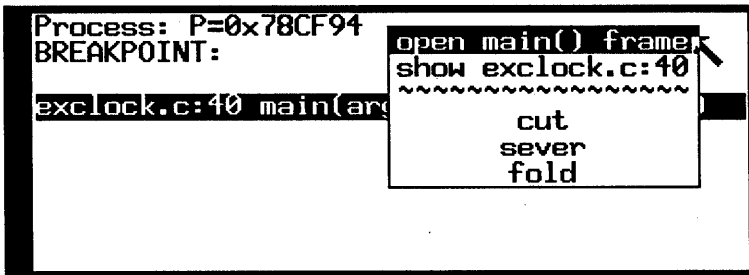 Process: P=0x78CF94
BREAKPOINT:
open main() frame
show exclock.c:40
~~~~~~~~~~~~~~~~~
exclock.c:40 main(arg )
cut
sever
fold